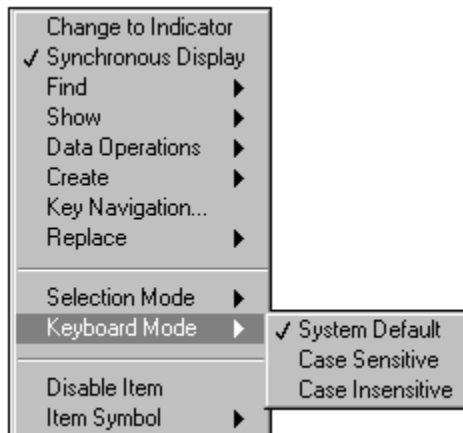 Change to Indicator
✓ Synchronous Display
Find
Show
Data Operations
Create
Key Navigation...
Replace
Selection Mode
Keyboard Mode
✓ System Default
Case Sensitive
Case Insensitive
Disable Item
Item Symbol